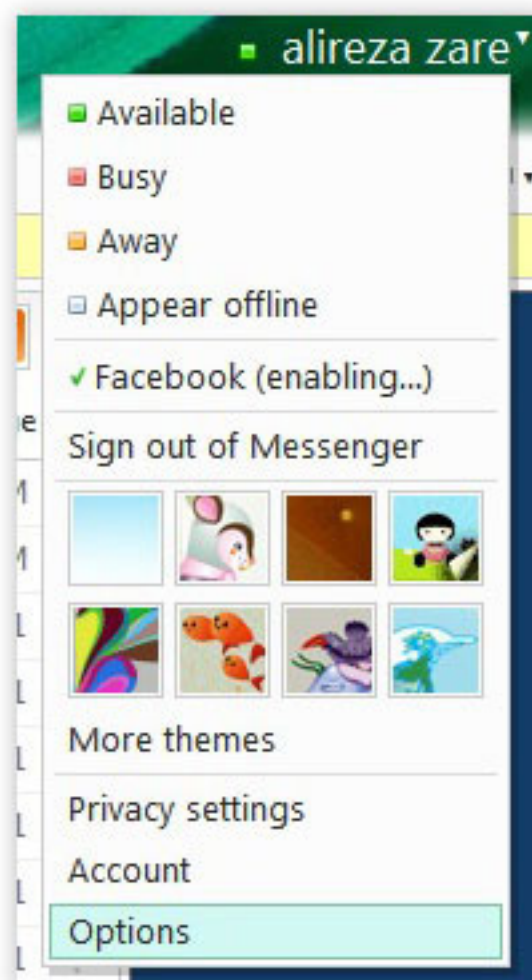 alireza zare
Available
Busy
Away
Appear offline
Facebook (enabling...)
Sign out of Messenger
More themes
Privacy settings
Account
Options